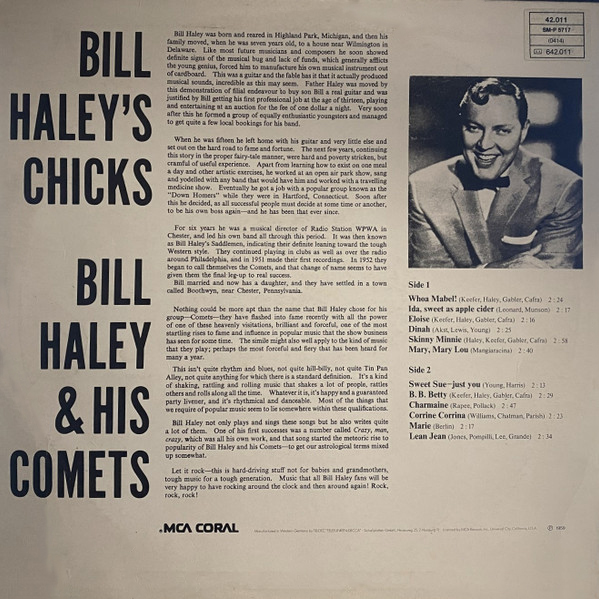 BILL
HALEY'S
CHICKS
BILL
HALEY
& HIS
COMETS
Bill Haley was born and reared in Highland Park, Michigan, and then his
family moved, when he was seven years old, to a house near Wilmington in
Delaware. Like most future musicians and composers he soon showed
definite signs of the musical bug and lack of funds, which generally afflicts
the young genius, forced him to manufacture his own musical instrument out
of cardboard. This was a guitar and the fable has it that it actually produced
musical sounds, incredible as this may seem. Father Haley was moved by
this demonstration of filial endeavour to buy son Bill a real guitar and was
justified by Bill getting his first professional job at the age of thirteen, playing
and entertaining at an auction for the fee of one dollar a night. Very soon
after this he formed a group of equally enthusiastic youngsters and managed
to get quite a few local bookings for his band.
When he was fifteen he left home with his guitar and very little else and
set out on the hard road to fame and fortune. The next few years, continuing
this story in the proper fairy-tale manner, were hard and poverty stricken, but
crammed of useful experience. Apart from learning how to exist on one meal
a day and other artistic exercises, he worked at an open air park show, sang
and yodelled with any band that would have him and worked with a travelling
medicine show. Eventually he got a job with a popular group known as the
"Down Homers" while they were in Hartford, Connecticut. Soon after
this he decided, as all successful people must decide at some time or another,
to be his own boss again—and he has been that ever since.
For six years he was a musical director of Radio Station WPWA in
Chester, and led his own band all through this period. It was then known
as Bill Haley's Saddlemen, indicating their definite leaning toward the tough
Western style. They continued playing in clubs as well as over the radio
around Philadelphia, and in 1951 made their first recordings. In 1952 they
began to call themselves the Comets, and that change of name seems to have
given them the final leg-up to real success.
Bill married and now has a daughter, and they have settled in a town
called Boothwyn, near Chester, Pennsylvania.
Nothing could be more apt than the name that Bill Haley chose for his
group—Comets—they have flashed into fame recently with all the power
of one of these heavenly visitations, brilliant and forceful, one of the most
startling rises to fame and influence in popular music that the show business
has seen for some time. The simile might also well apply to the kind of music
that they play; perhaps the most forceful and fiery that has been heard for
many a year.
This isn't quite rhythm and blues, not quite hill-billy, not quite Tin Pan
Alley, not quite anything for which there is a standard definition. It's a kind
of shaking, rattling and rolling music that shakes a lot of people, rattles
others and rolls along all the time. Whatever it is, it's happy and a guaranteed
party livener, and it's rhythmical and danceable. Most of the things that
we require of popular music seem to lie somewhere within these qualifications.
Bill Haley not only plays and sings these songs but he also writes quite
a lot of them. One of his first successes was a number called Crazy, man,
crazy, which was all his own work, and that song started the meteoric rise to
popularity of Bill Haley and his Comets—to get our astrological terms mixed
up somewhat.
Let it rock—this is hard-driving stuff not for babies and grandmothers,
tough music for a tough generation. Music that all Bill Haley fans will be
very happy to have rocking around the clock and then around again! Rock,
rock, rock!
42.011
BM-P 5717
(0414)
642.011
Side 1
Whoa Mabel! (Keefer, Haley, Gabler, Cafra) 2 : 24
Ida, sweet as apple cider (Leonard, Munson) 2 : 17
Eloise (Keefer, Haley, Gabler, Cafra) 2 : 16
Dinah (Akst, Lewis, Young) 2 : 25
Skinny Minnie (Haley, Keefer, Gabler, Cafra) 2 : 58
Mary, Mary Lou (Mangiaracina) 2 : 40
Side 2
Sweet Sue—just you (Young, Harris) 2 : 13
B. B. Betty (Keefer, Haley, Gabler, Cafra) 2 : 29
Charmaine (Rapee, Pollack) 2 : 47
Corrine Corrina (Williams, Chatman, Parish) 2 : 23
Marie (Berlin) 2 : 17
Lean Jean (Jones, Pompilli, Lee, Grande) 2 : 34
MCA CORAL